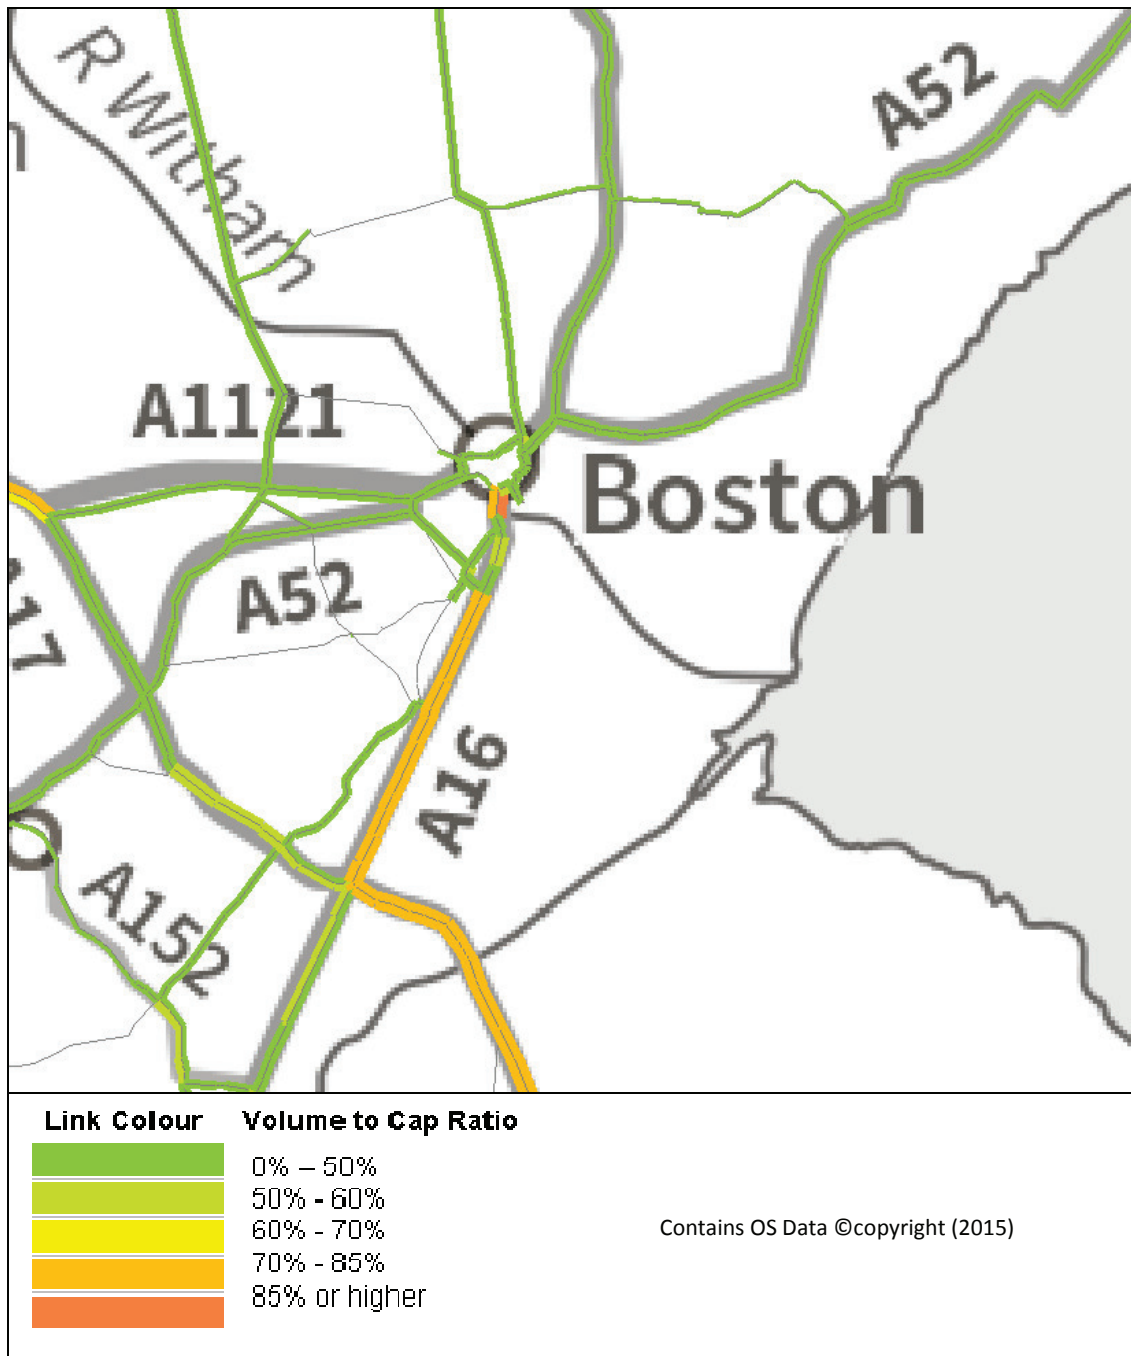 R Witham
A52
A1121
Boston
A52
A17
A16
A152
Link Colour Volume to Cap Ratio
0% – 50%
50% - 60%
60% - 70%
70% - 85%
85% or higher
Contains OS Data ©copyright (2015)